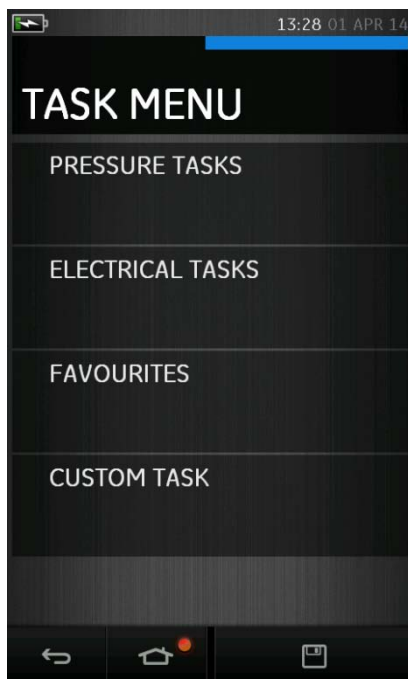 13:28 01 APR 14
TASK MENU
PRESSURE TASKS
ELECTRICAL TASKS
FAVOURITES
CUSTOM TASK